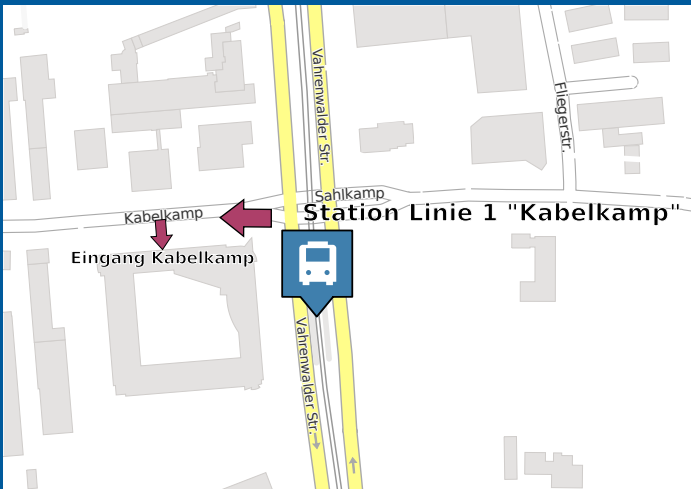 Vahrenwalder Str.
Fliegerstr.
Sahlkamp
Kabelkamp
Station Linie 1 "Kabelkamp"
Eingang Kabelkamp
Vahrenwalder Str.